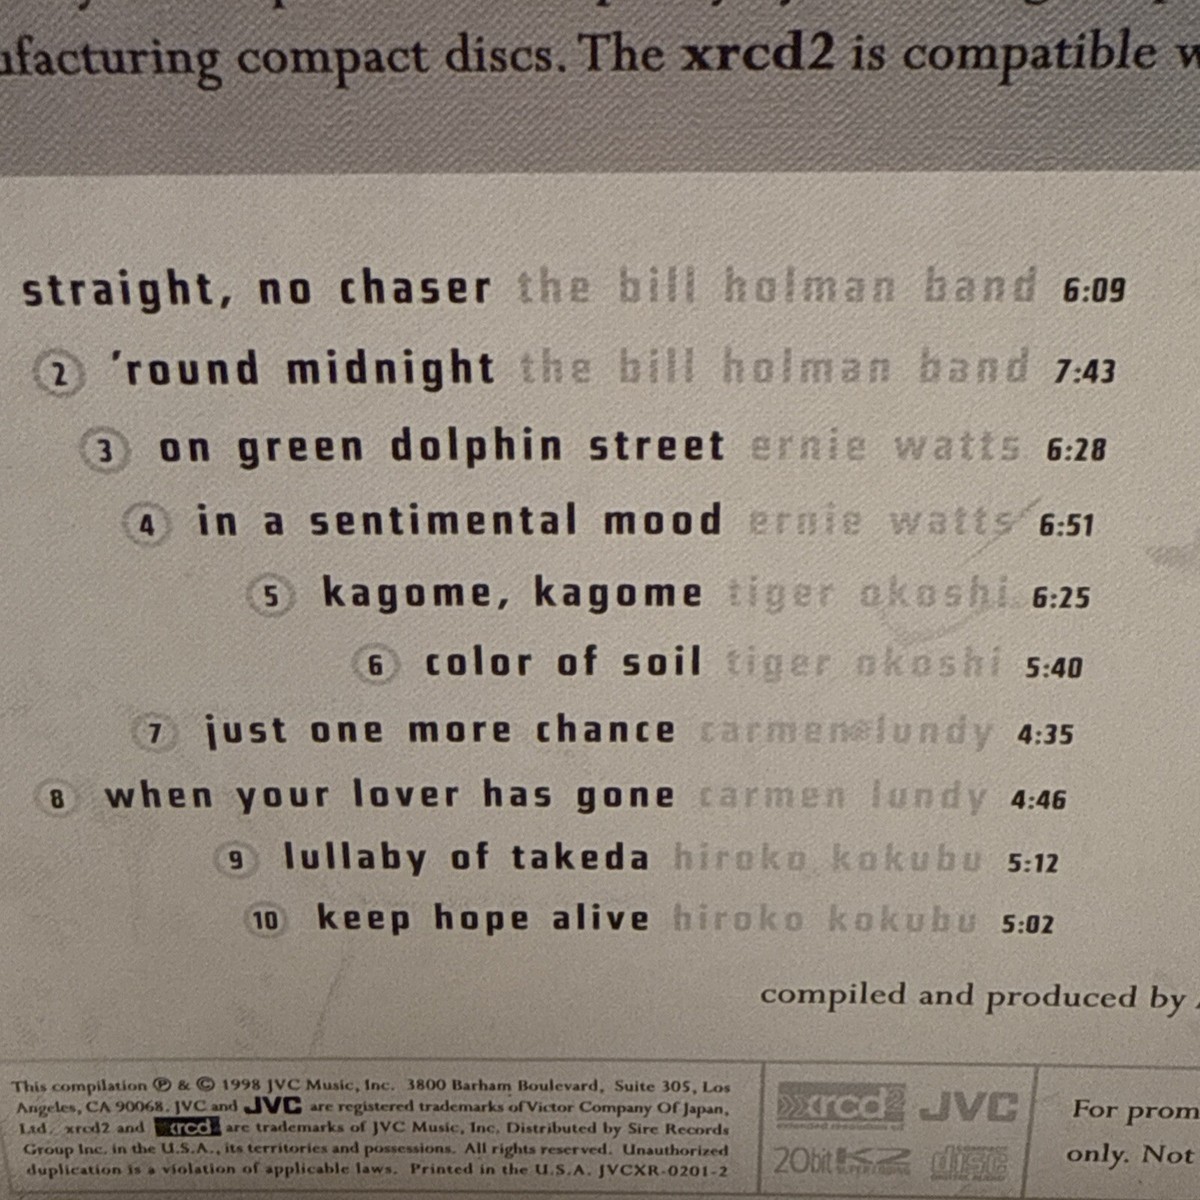 manufacturing compact discs. The xrcd2 is compatible
straight, no chaser the bill holman band 6:09
2 'round midnight the bill holman band 7:43
3 on green dolphin street ernie watts 6:28
4 in a sentimental mood ernie watts 6:51
5 kagome, kagome tiger okoshi 6:25
6 color of soil tiger okoshi 5:40
7 just one more chance carmen lundy 4:35
8 when your lover has gone carmen lundy 4:46
9 lullaby of takeda hiroko kokubu 5:12
10 keep hope alive hiroko kokubu 5:02
compiled and produced by
This compilation ℗ & © 1998 JVC Music, Inc. 3800 Barham Boulevard, Suite 305, Los
Angeles, CA 90068. JVC and JVC are registered trademarks of Victor Company Of Japan,
Ltd. xrcd2 and xrcd are trademarks of JVC Music, Inc. Distributed by Sire Records
Group Inc. in the U.S.A., its territories and possessions. All rights reserved. Unauthorized
duplication is a violation of applicable laws. Printed in the U.S.A. JVCXR-0201-2
xrcd2 JVC
20bit K2 disc
DIGITAL AUDIO
For prom
only. Not